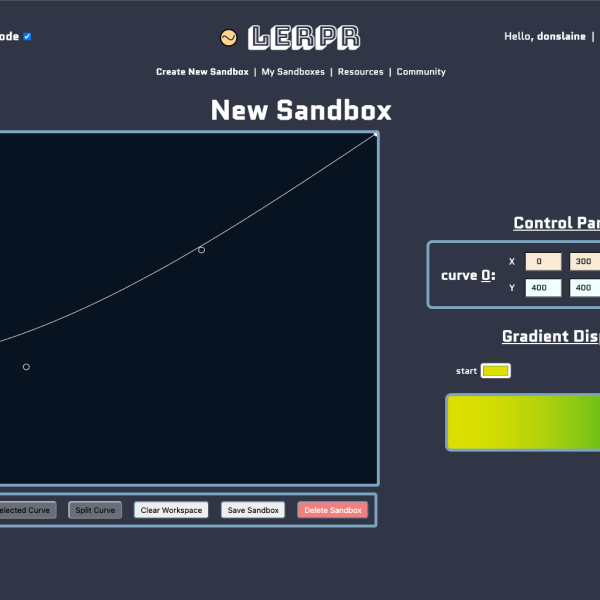 ode
LERPR
Hello, donslaine |
Create New Sandbox | My Sandboxes | Resources | Community
New Sandbox
Control Pa
curve 0:
X 0 300
Y 400 400
Gradient Dis
start
elected Curve
Split Curve
Clear Workspace
Save Sandbox
Delete Sandbox